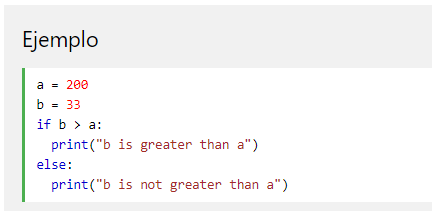 Ejemplo
a = 200
b = 33
if b > a:
  print("b is greater than a")
else:
  print("b is not greater than a")